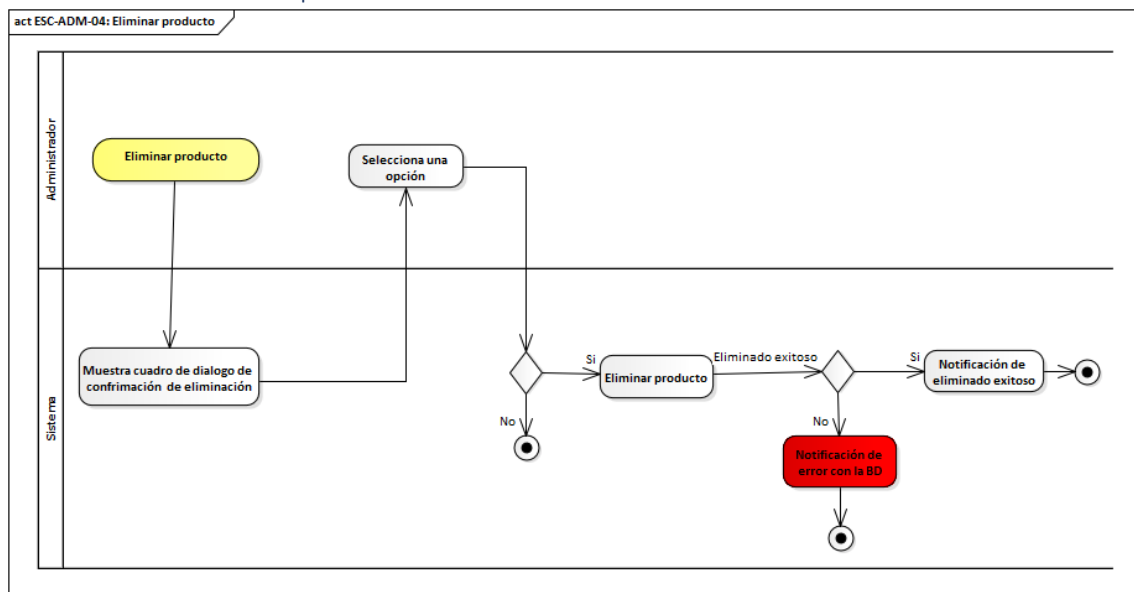 act ESC-ADM-04: Eliminar producto
Administrador
Eliminar producto
Selecciona una
opción
Sistema
Muestra cuadro de dialogo de
confrimación de eliminación
Si
Eliminar producto
Eliminado exitoso
Si
Notificación de
eliminado exitoso
No
No
Notificación de
error con la BD